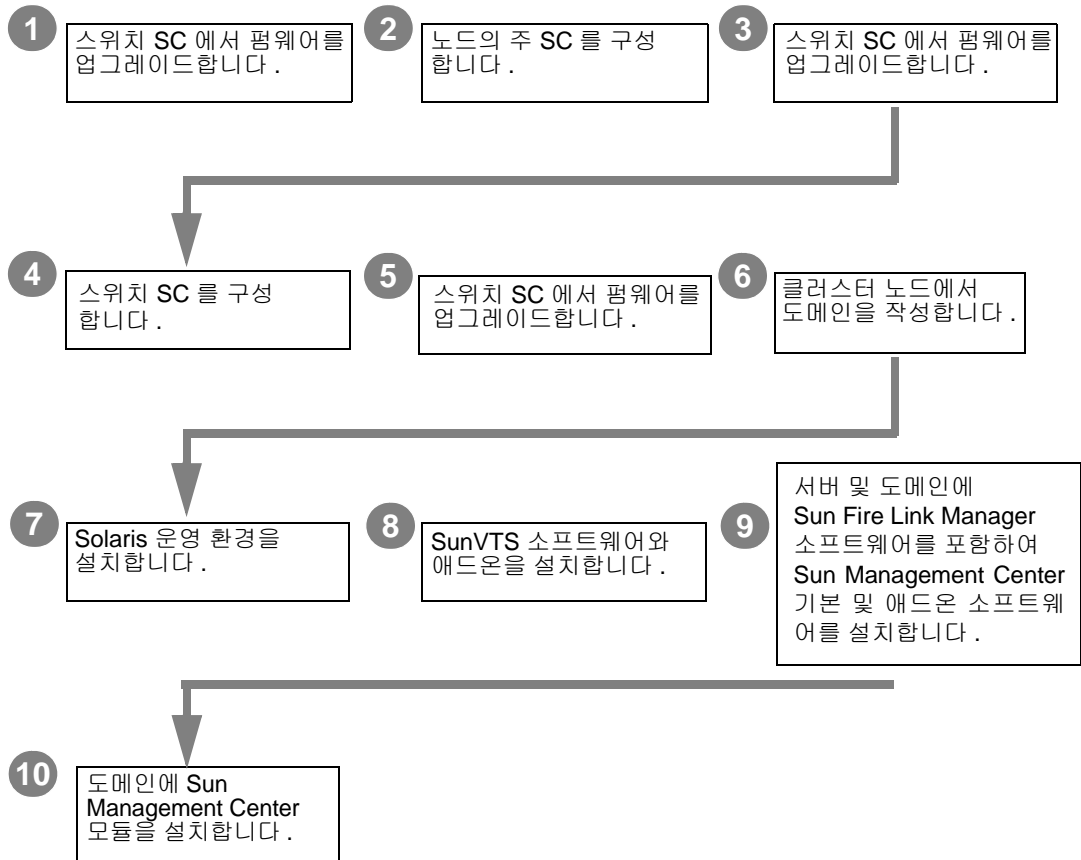 1
스위치 SC 에서 펌웨어를
업그레이드합니다 .
2
노드의 주 SC 를 구성
합니다 .
3
스위치 SC 에서 펌웨어를
업그레이드합니다 .
4
스위치 SC 를 구성
합니다 .
5
스위치 SC 에서 펌웨어를
업그레이드합니다 .
6
클러스터 노드에서
도메인을 작성합니다 .
7
Solaris 운영 환경을
설치합니다 .
8
SunVTS 소프트웨어와
애드온을 설치합니다 .
9
서버 및 도메인에
Sun Fire Link Manager
소프트웨어를 포함하여
Sun Management Center
기본 및 애드온 소프트웨
어를 설치합니다 .
10
도메인에 Sun
Management Center
모듈을 설치합니다 .